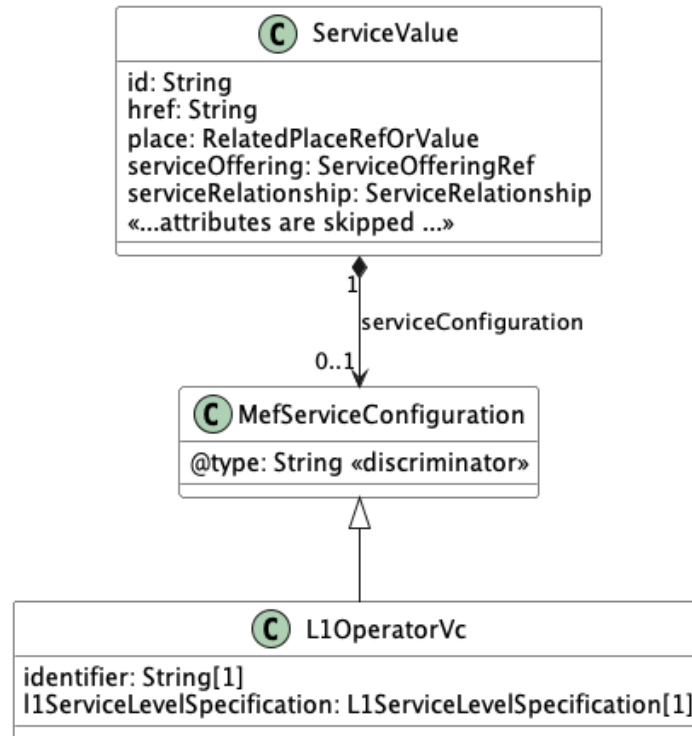 C ServiceValue
id: String
href: String
place: RelatedPlaceRefOrValue
serviceOffering: ServiceOfferingRef
serviceRelationship: ServiceRelationship
«...attributes are skipped ...»
1
serviceConfiguration
0..1
C MefServiceConfiguration
@type: String «discriminator»
C L1OperatorVc
identifier: String[1]
l1ServiceLevelSpecification: L1ServiceLevelSpecification[1]